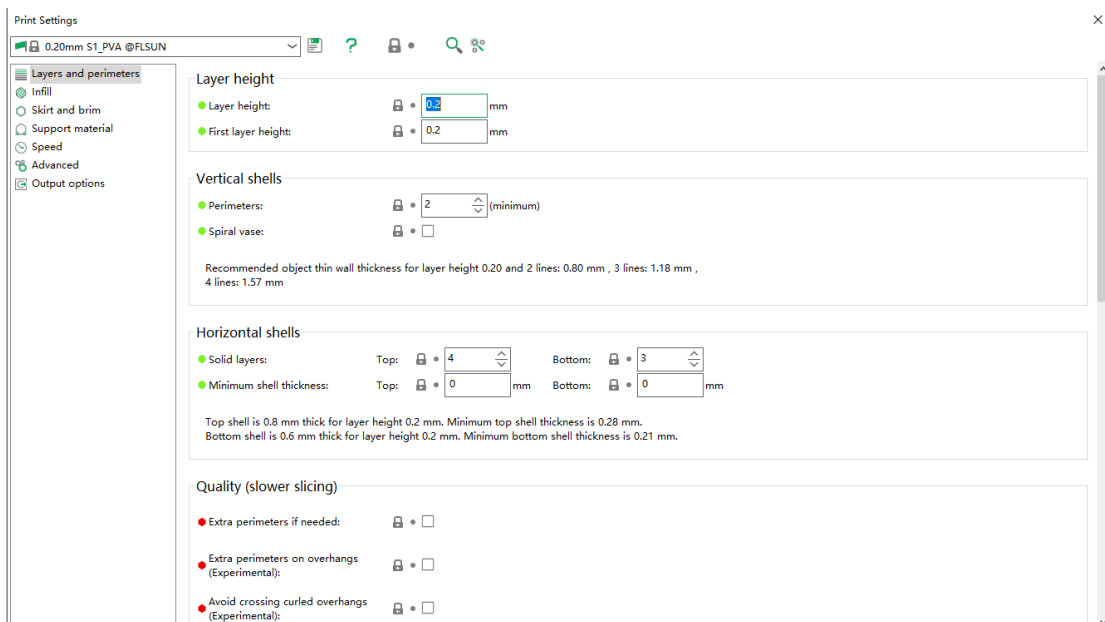 Print Settings
0.20mm S1_PVA @FLSUN
Layers and perimeters
Infill
Skirt and brim
Support material
Speed
Advanced
Output options
Layer height
Layer height: 0.2 mm
First layer height: 0.2 mm
Vertical shells
Perimeters: 2 (minimum)
Spiral vase:
Recommended object thin wall thickness for layer height 0.20 and 2 lines: 0.80 mm , 3 lines: 1.18 mm ,
4 lines: 1.57 mm
Horizontal shells
Solid layers: Top: 4 Bottom: 3
Minimum shell thickness: Top: 0 mm Bottom: 0 mm
Top shell is 0.8 mm thick for layer height 0.2 mm. Minimum top shell thickness is 0.28 mm.
Bottom shell is 0.6 mm thick for layer height 0.2 mm. Minimum bottom shell thickness is 0.21 mm.
Quality (slower slicing)
Extra perimeters if needed:
Extra perimeters on overhangs
(Experimental):
Avoid crossing curled overhangs
(Experimental):